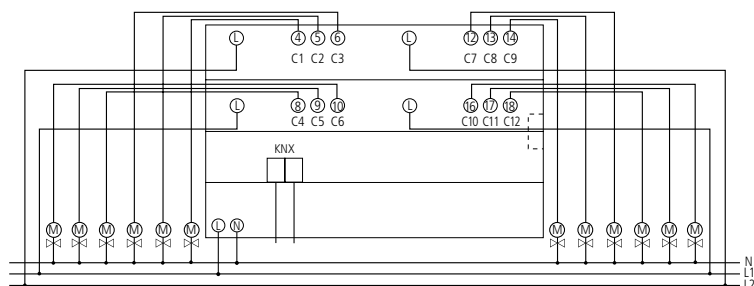 L 4 5 6 L 12 13 14
C1 C2 C3 C7 C8 C9
L 8 9 10 L 16 17 18
C4 C5 C6 C10 C11 C12
KNX
L N
M M M M M M M M M M M M
N
L1
L2